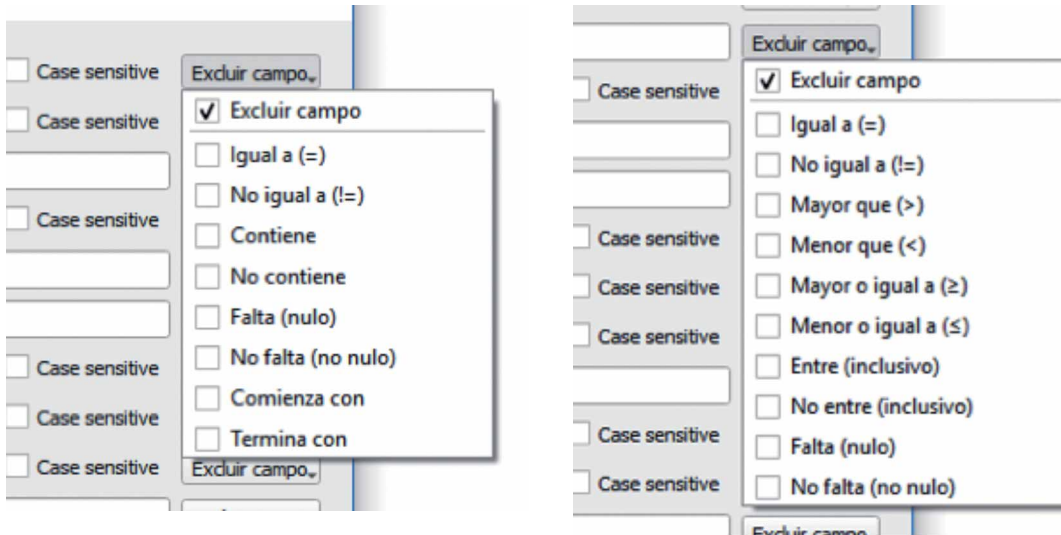 Case sensitive Excluir campo
Case sensitive
Case sensitive
Case sensitive
Case sensitive
Case sensitive Excluir campo
Excluir campo
Igual a (=)
No igual a (!=)
Contiene
No contiene
Falta (nulo)
No falta (no nulo)
Comienza con
Termina con
Excluir campo
Case sensitive
Case sensitive
Case sensitive
Case sensitive
Case sensitive
Case sensitive
Excluir campo
Igual a (=)
No igual a (!=)
Mayor que (>)
Menor que (<)
Mayor o igual a (≥)
Menor o igual a (≤)
Entre (inclusivo)
No entre (inclusivo)
Falta (nulo)
No falta (no nulo)
Excluir campo